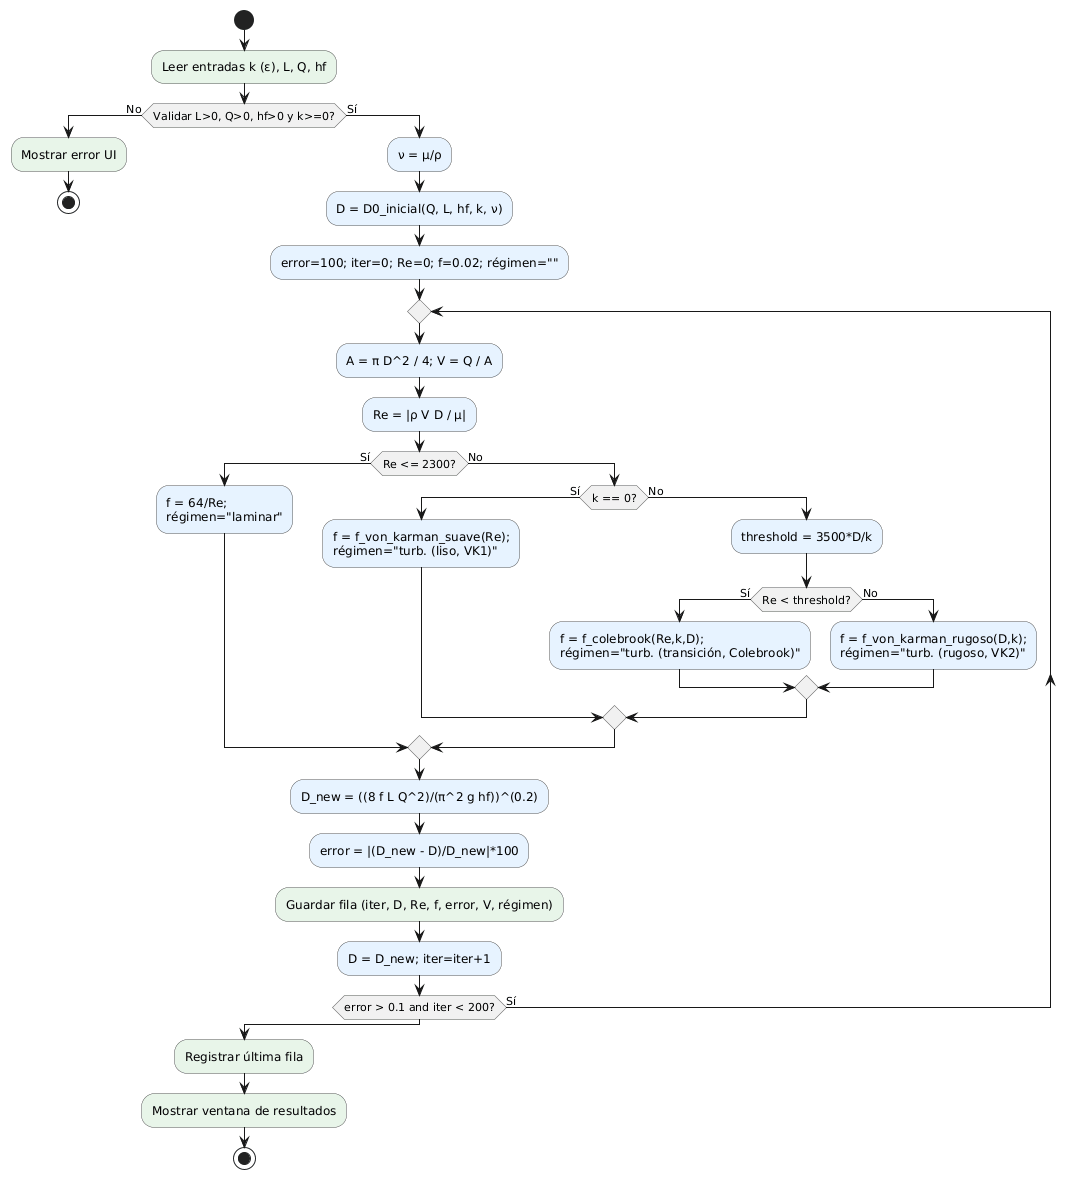 Leer entradas k (ε), L, Q, hf
No
Validar L>0, Q>0, hf>0 y k>=0?
Sí
Mostrar error UI
ν = μ/ρ
D = D0_inicial(Q, L, hf, k, ν)
error=100; iter=0; Re=0; f=0.02; régimen=""
A = π D^2 / 4; V = Q / A
Re = |ρ V D / μ|
Sí
Re <= 2300?
No
f = 64/Re;
régimen="laminar"
Sí
k == 0?
No
f = f_von_karman_suave(Re);
régimen="turb. (liso, VK1)"
threshold = 3500*D/k
Sí
Re < threshold?
No
f = f_colebrook(Re,k,D);
régimen="turb. (transición, Colebrook)"
f = f_von_karman_rugoso(D,k);
régimen="turb. (rugoso, VK2)"
D_new = ((8 f L Q^2)/(π^2 g hf))^(0.2)
error = |(D_new - D)/D_new|*100
Guardar fila (iter, D, Re, f, error, V, régimen)
D = D_new; iter=iter+1
error > 0.1 and iter < 200?
Sí
Registrar última fila
Mostrar ventana de resultados